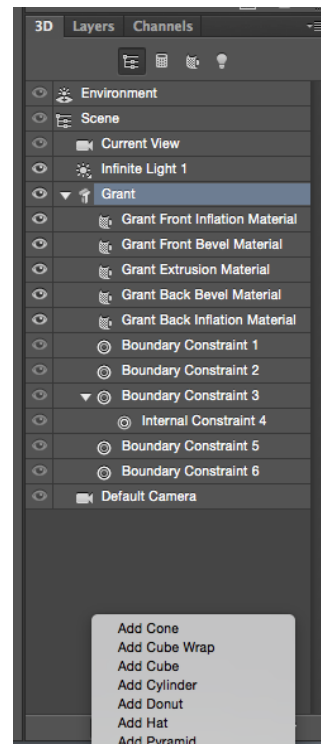 3D Layers Channels
Environment
Scene
Current View
Infinite Light 1
Grant
Grant Front Inflation Material
Grant Front Bevel Material
Grant Extrusion Material
Grant Back Bevel Material
Grant Back Inflation Material
Boundary Constraint 1
Boundary Constraint 2
Boundary Constraint 3
Internal Constraint 4
Boundary Constraint 5
Boundary Constraint 6
Default Camera
Add Cone
Add Cube Wrap
Add Cube
Add Cylinder
Add Donut
Add Hat
Add Pyramid